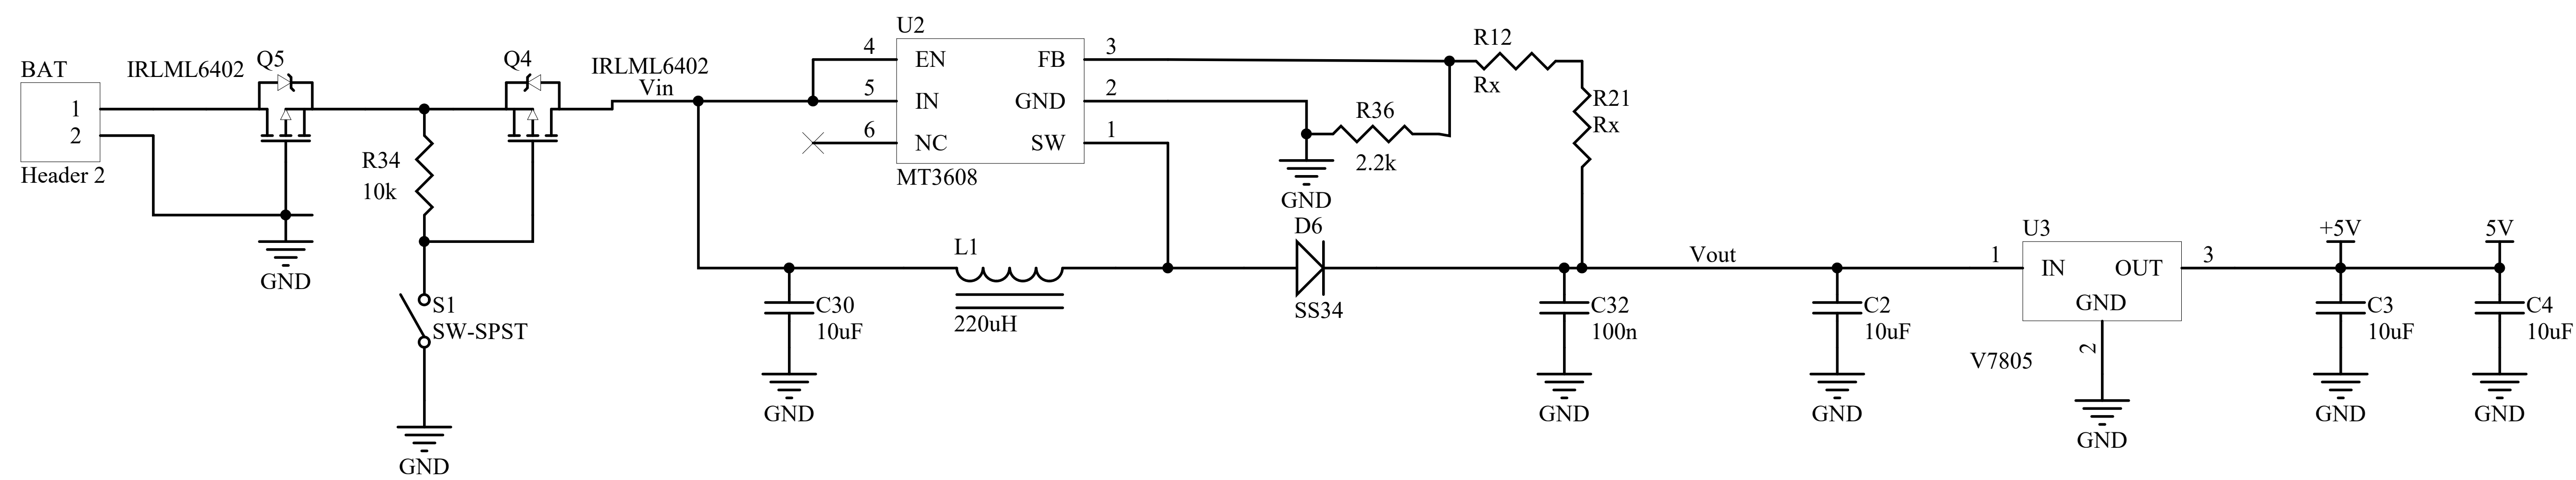 BAT
1
2
Header 2
IRLML6402
Q5
GND
R34
10k
S1
SW-SPST
GND
Q4
IRLML6402
Vin
U2
4
EN
5
IN
6
NC
FB
3
GND
2
SW
1
MT3608
C30
10uF
GND
L1
220uH
R36
2.2k
GND
D6
SS34
R12
Rx
R21
Rx
C32
100n
GND
Vout
C2
10uF
GND
U3
1
IN
OUT
3
GND
2
V7805
GND
+5V
C3
10uF
GND
5V
C4
10uF
GND